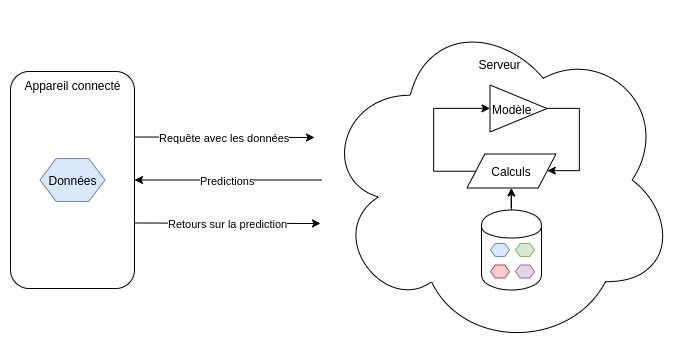 Serveur
Appareil connecté
Modèle
Requête avec les données
Calculs
Données
Predictions
Retours sur la prediction